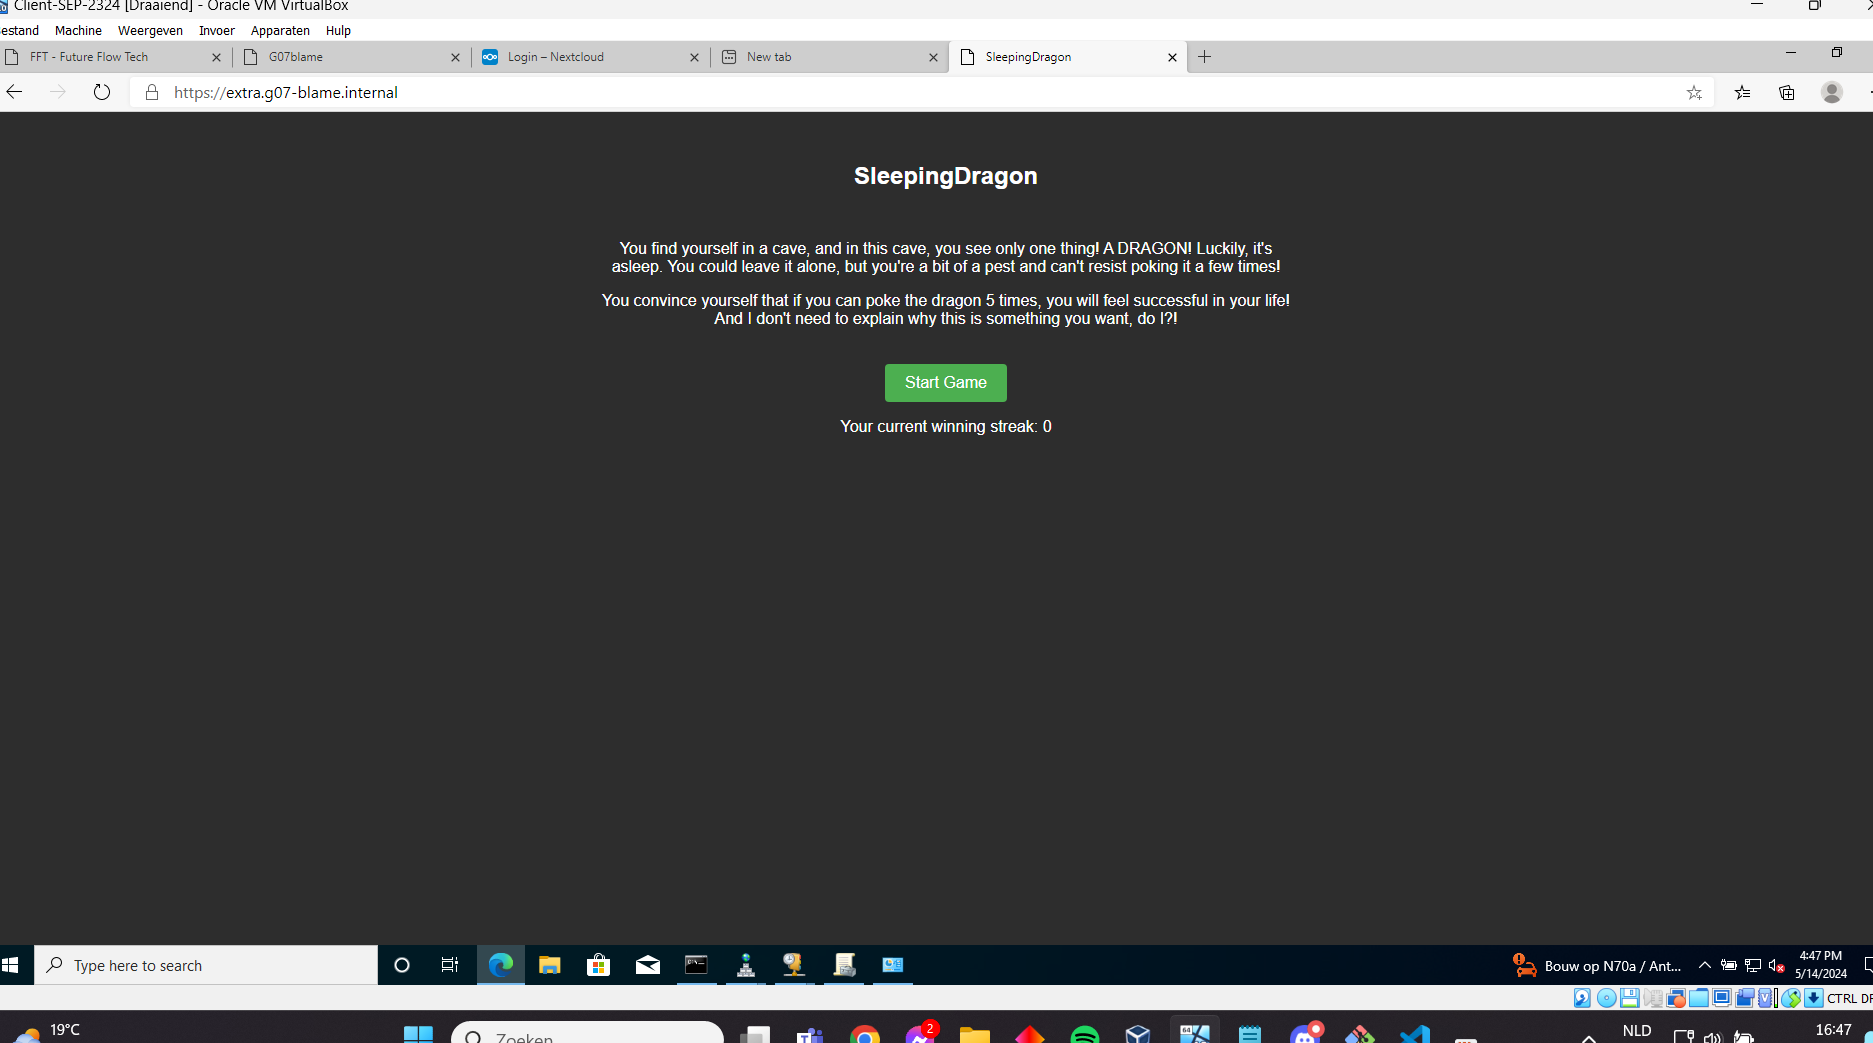 Client-SEP-2324 [Draaiend] - Oracle VM VirtualBox
estand Machine Weergeven Invoer Apparaten Hulp
FFT - Future Flow Tech G07blame Login – Nextcloud New tab SleepingDragon
https://extra.g07-blame.internal
SleepingDragon
You find yourself in a cave, and in this cave, you see only one thing! A DRAGON! Luckily, it's
asleep. You could leave it alone, but you're a bit of a pest and can't resist poking it a few times!
You convince yourself that if you can poke the dragon 5 times, you will feel successful in your life!
And I don't need to explain why this is something you want, do I?!
Start Game
Your current winning streak: 0
Type here to search
Bouw op N70a / Ant...
4:47 PM
5/14/2024
CTRL
19°C
Zoeken
2
64
NLD
16:47